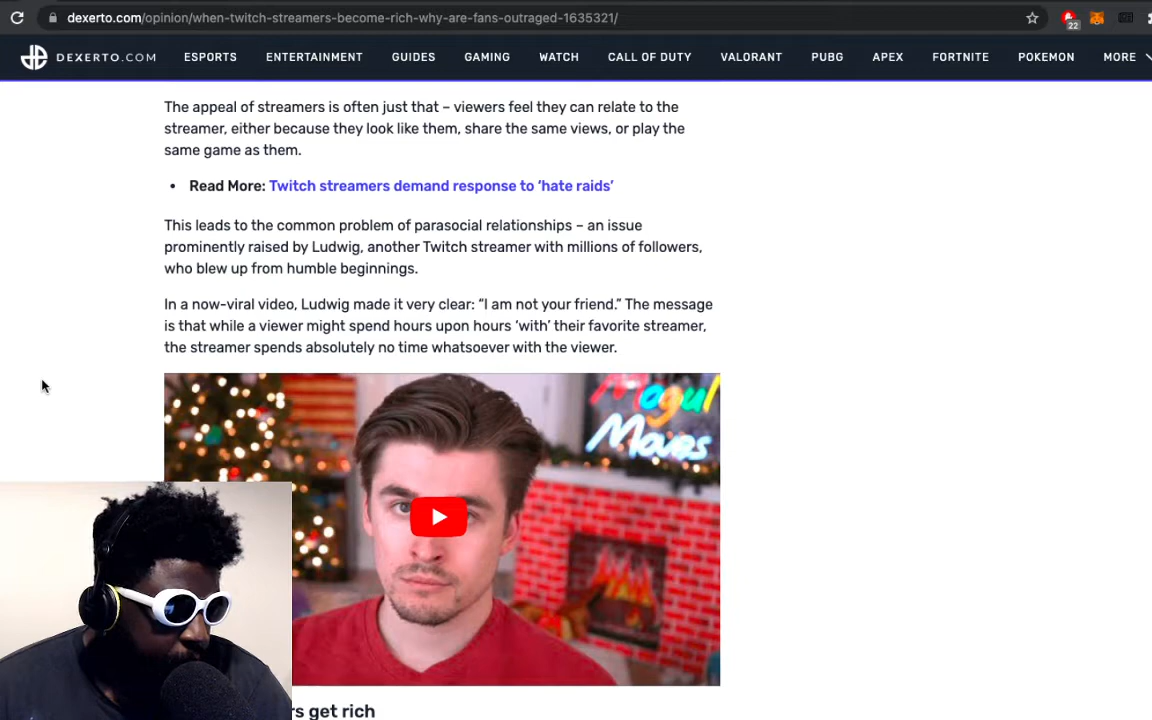 dexerto.com/opinion/when-twitch-streamers-become-rich-why-are-fans-outraged-1635321/
22
DEXERTO.COM ESPORTS ENTERTAINMENT GUIDES GAMING WATCH CALL OF DUTY VALORANT PUBG APEX FORTNITE POKEMON MORE
The appeal of streamers is often just that – viewers feel they can relate to the
streamer, either because they look like them, share the same views, or play the
same game as them.
• Read More: Twitch streamers demand response to ‘hate raids’
This leads to the common problem of parasocial relationships – an issue
prominently raised by Ludwig, another Twitch streamer with millions of followers,
who blew up from humble beginnings.
In a now-viral video, Ludwig made it very clear: “I am not your friend.” The message
is that while a viewer might spend hours upon hours ‘with’ their favorite streamer,
the streamer spends absolutely no time whatsoever with the viewer.
Mogul
Moves
rs get rich